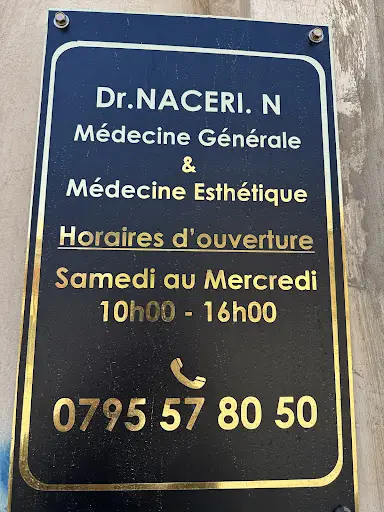 Dr.NACERI. N
Médecine Générale
&
Médecine Esthétique
Horaires d'ouverture
Samedi au Mercredi
10h00 - 16h00
0795 57 80 50